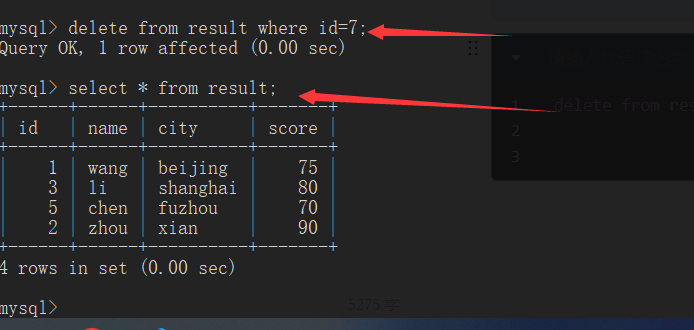 mysql> delete from result where id=7;
Query OK, 1 row affected (0.00 sec)
mysql> select * from result;
+------+------+----------+-------+
| id | name | city | score |
+------+------+----------+-------+
| 1 | wang | beijing | 75 |
| 3 | li | shanghai | 80 |
| 5 | chen | fuzhou | 70 |
| 2 | zhou | xian | 90 |
+------+------+----------+-------+
4 rows in set (0.00 sec)
mysql>
1 delete from res
2
3
5275 字